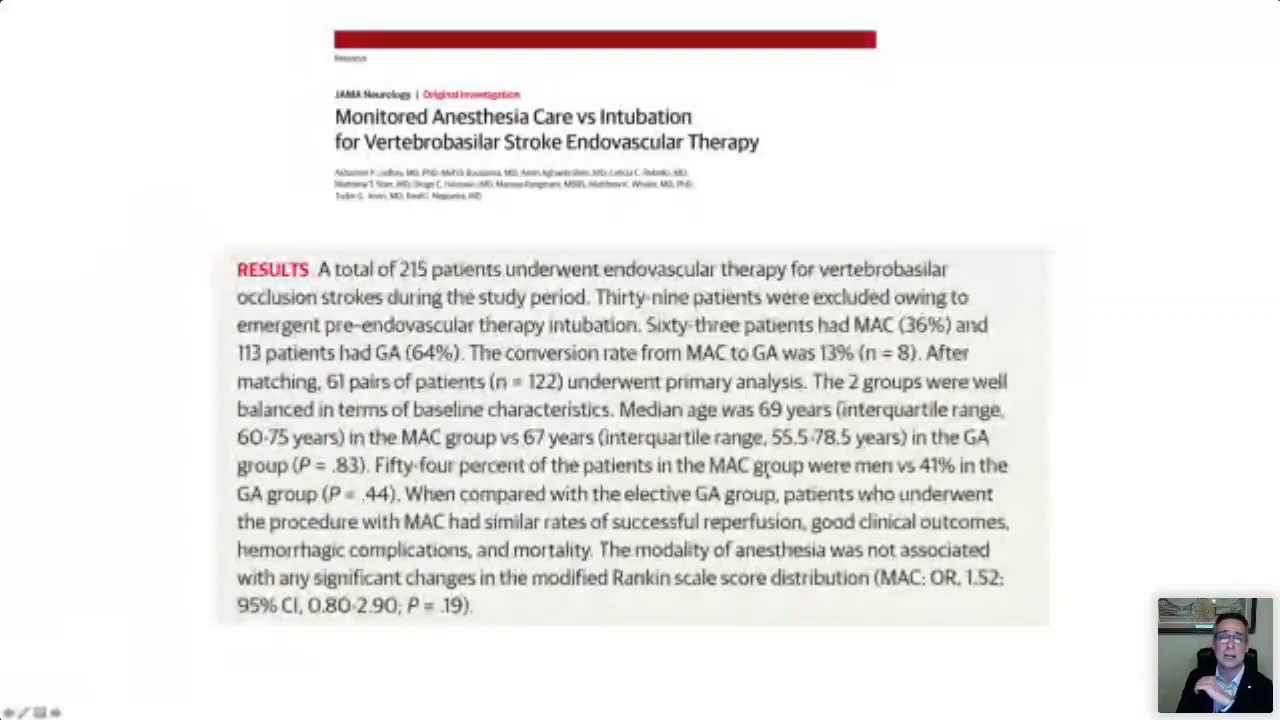 Research
JAMA Neurology | Original Investigation
Monitored Anesthesia Care vs Intubation
for Vertebrobasilar Stroke Endovascular Therapy
RESULTS A total of 215 patients underwent endovascular therapy for vertebrobasilar
occlusion strokes during the study period. Thirty-nine patients were excluded owing to
emergent pre-endovascular therapy intubation. Sixty-three patients had MAC (36%) and
113 patients had GA (64%). The conversion rate from MAC to GA was 13% (n = 8). After
matching, 61 pairs of patients (n = 122) underwent primary analysis. The 2 groups were well
balanced in terms of baseline characteristics. Median age was 69 years (interquartile range,
60-75 years) in the MAC group vs 67 years (interquartile range, 55.5-78.5 years) in the GA
group (P = .83). Fifty-four percent of the patients in the MAC group were men vs 41% in the
GA group (P = .44). When compared with the elective GA group, patients who underwent
the procedure with MAC had similar rates of successful reperfusion, good clinical outcomes,
hemorrhagic complications, and mortality. The modality of anesthesia was not associated
with any significant changes in the modified Rankin scale score distribution (MAC: OR, 1.52;
95% CI, 0.80-2.90; P = .19).